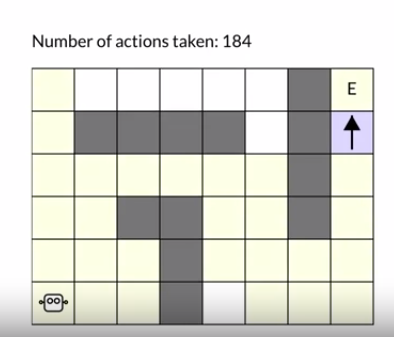 Number of actions taken: 184
E